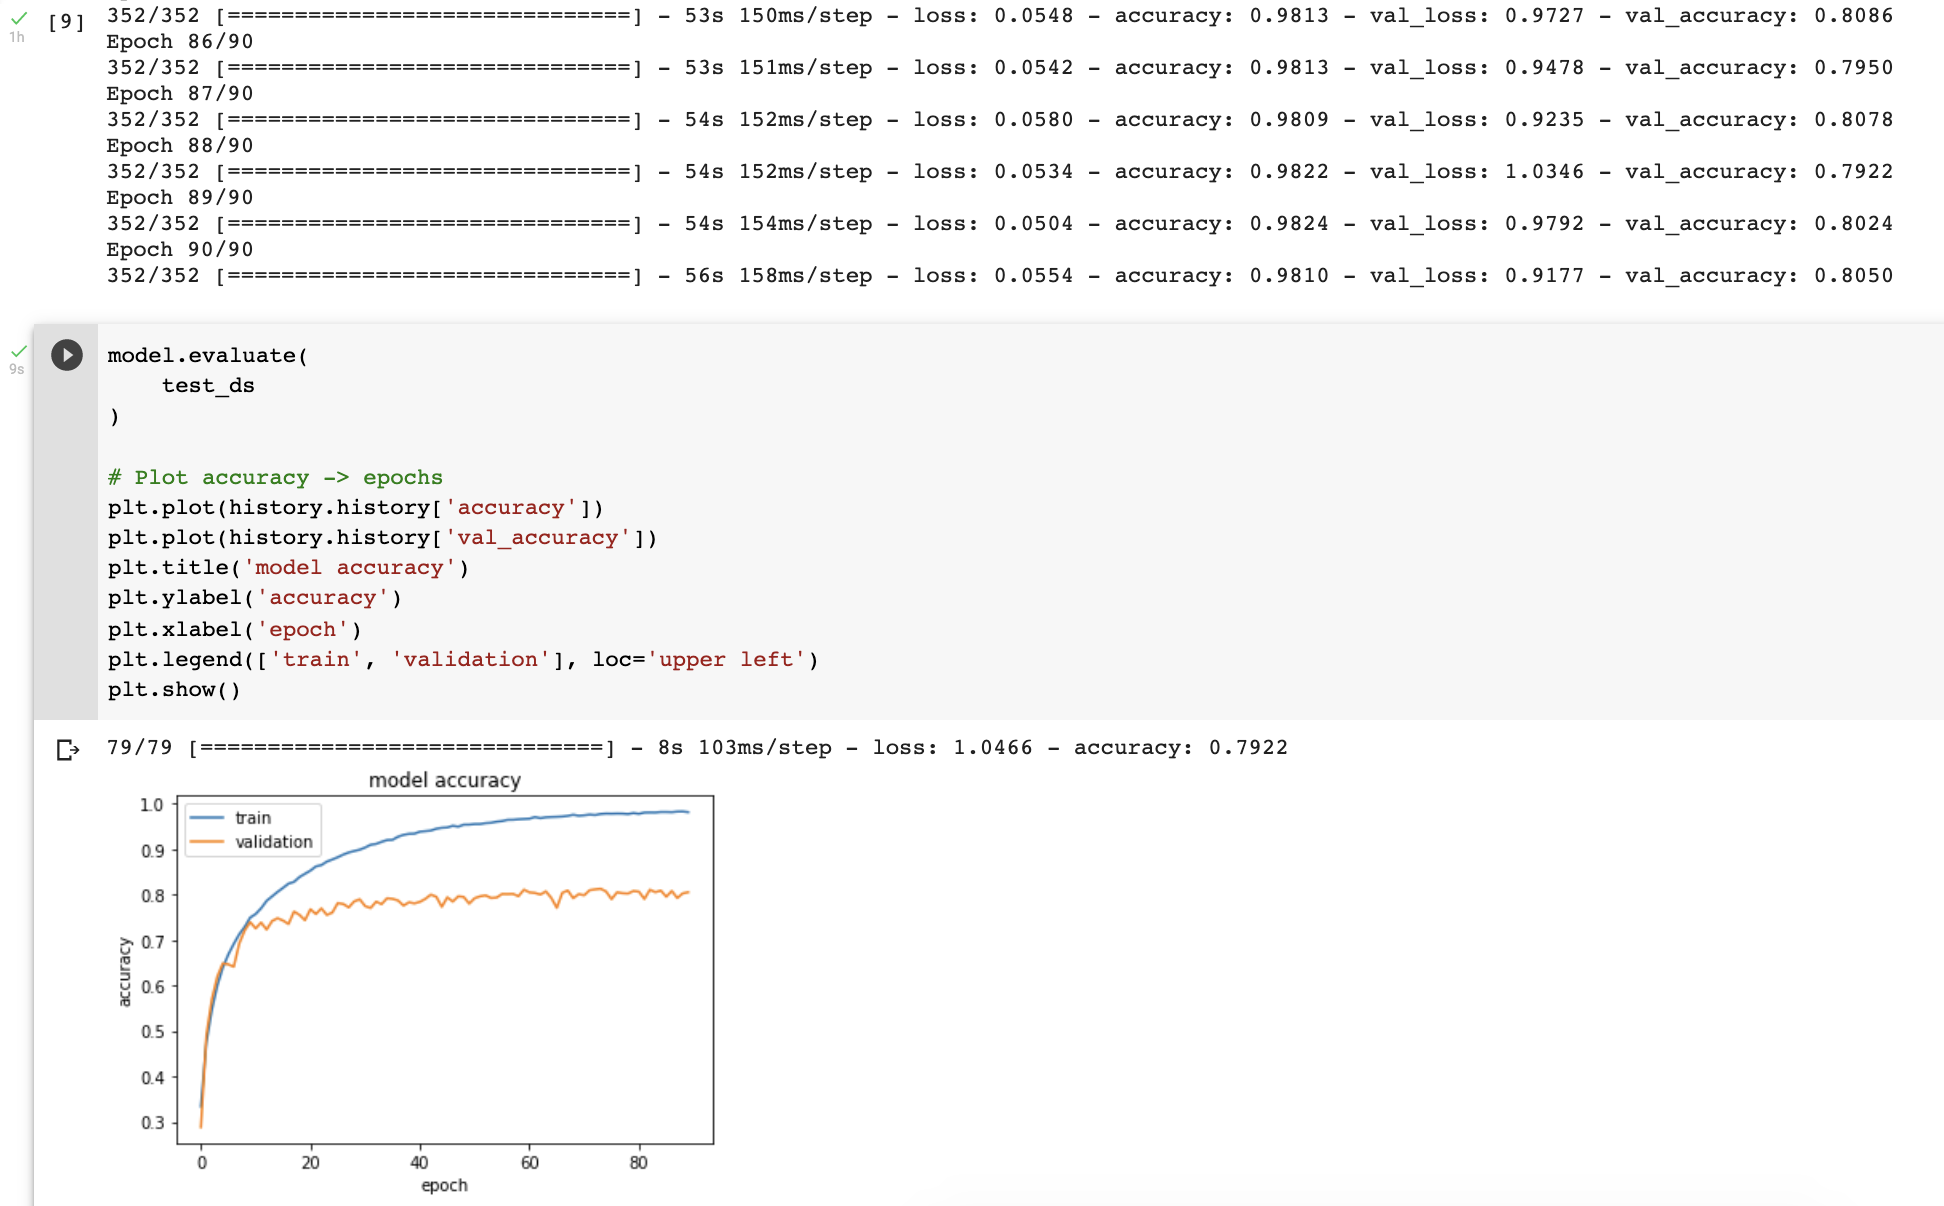 [9] 352/352 [==============================] - 53s 150ms/step - loss: 0.0548 - accuracy: 0.9813 - val_loss: 0.9727 - val_accuracy: 0.8086
1h
Epoch 86/90
352/352 [==============================] - 53s 151ms/step - loss: 0.0542 - accuracy: 0.9813 - val_loss: 0.9478 - val_accuracy: 0.7950
Epoch 87/90
352/352 [==============================] - 54s 152ms/step - loss: 0.0580 - accuracy: 0.9809 - val_loss: 0.9235 - val_accuracy: 0.8078
Epoch 88/90
352/352 [==============================] - 54s 152ms/step - loss: 0.0534 - accuracy: 0.9822 - val_loss: 1.0346 - val_accuracy: 0.7922
Epoch 89/90
352/352 [==============================] - 54s 154ms/step - loss: 0.0504 - accuracy: 0.9824 - val_loss: 0.9792 - val_accuracy: 0.8024
Epoch 90/90
352/352 [==============================] - 56s 158ms/step - loss: 0.0554 - accuracy: 0.9810 - val_loss: 0.9177 - val_accuracy: 0.8050
9s
model.evaluate(
    test_ds
)
# Plot accuracy -> epochs
plt.plot(history.history['accuracy'])
plt.plot(history.history['val_accuracy'])
plt.title('model accuracy')
plt.ylabel('accuracy')
plt.xlabel('epoch')
plt.legend(['train', 'validation'], loc='upper left')
plt.show()
79/79 [==============================] - 8s 103ms/step - loss: 1.0466 - accuracy: 0.7922
model accuracy
train
validation
accuracy
1.0
0.9
0.8
0.7
0.6
0.5
0.4
0.3
0 20 40 60 80
epoch